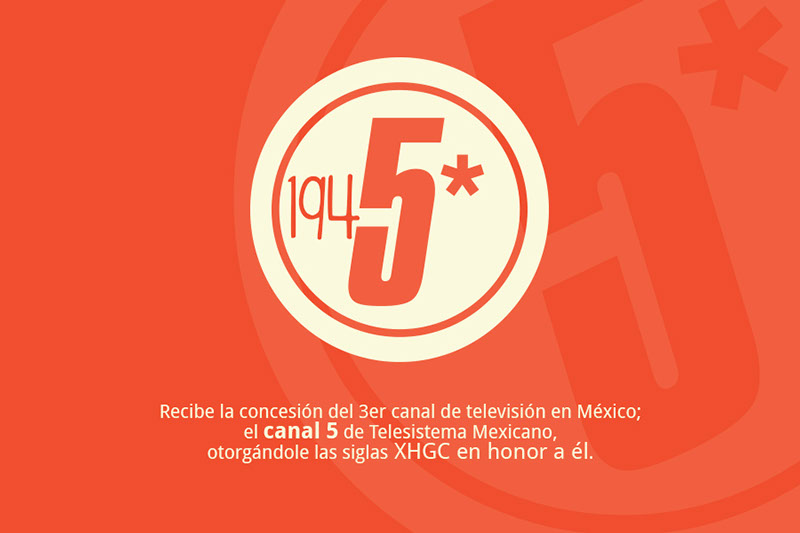 1945*
Recibe la concesión del 3er canal de televisión en México;
el canal 5 de Telesistema Mexicano,
otorgándole las siglas XHGC en honor a él.